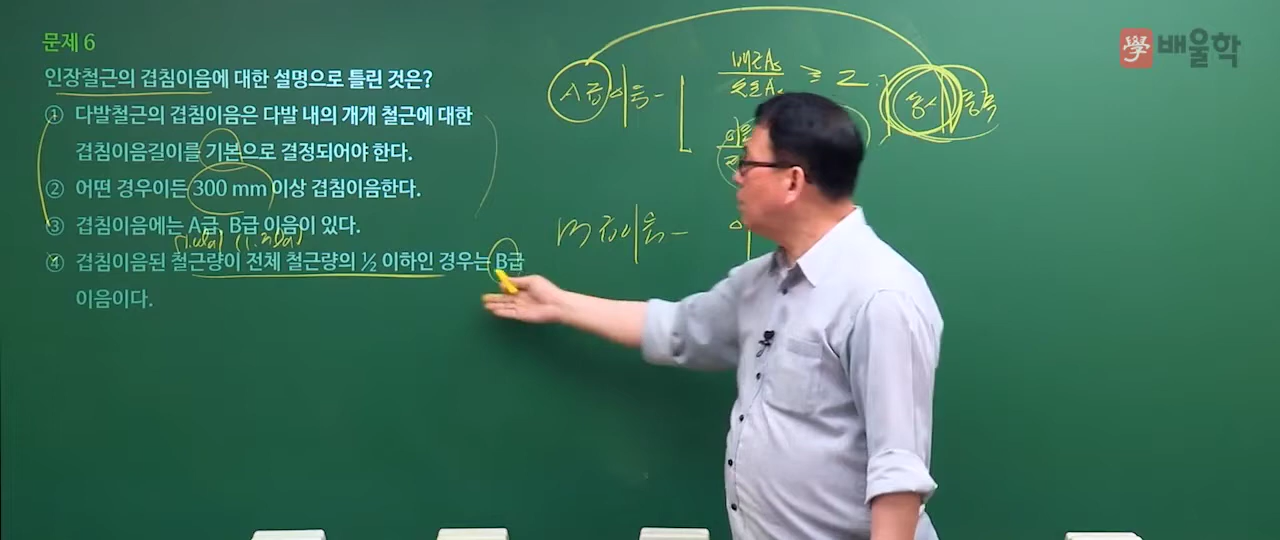 문제 6
인장철근의 겹침이음에 대한 설명으로 틀린 것은?
① 다발철근의 겹침이음은 다발 내의 개개 철근에 대한
겹침이음길이를 기본으로 결정되어야 한다.
② 어떤 경우이든 300 mm 이상 겹침이음한다.
③ 겹침이음에는 A급, B급 이음이 있다.
④ 겹침이음된 철근량이 전체 철근량의 ½ 이하인 경우는 B급
이음이다.
A급이음 -
배근As
≥ 2
소요As
동시
B급이음 -
學 배울학